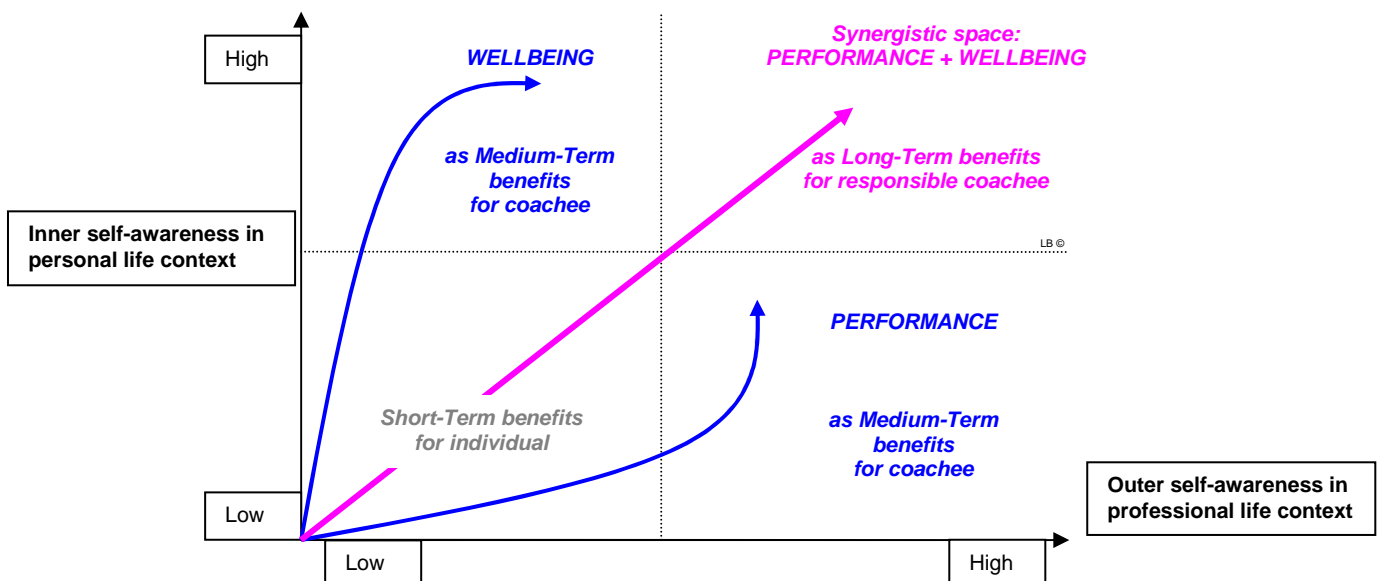 High
WELLBEING
Synergistic space:
PERFORMANCE + WELLBEING
as Medium-Term
benefits
for coachee
as Long-Term benefits
for responsible coachee
Inner self-awareness in
personal life context
LB ©
PERFORMANCE
Short-Term benefits
for individual
as Medium-Term
benefits
for coachee
Low
Outer self-awareness in
professional life context
Low
High